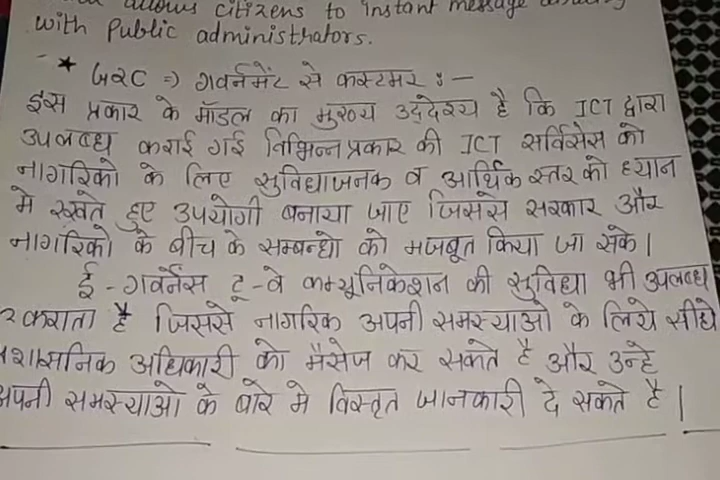 allows citizens to instant message
with Public administrators.
- ★ G2C => गवर्नमेंट से कस्टमर :-
इस प्रकार के मॉडल का मुख्य उद्देश्य है कि ICT द्वारा
उपलब्ध कराई गई विभिन्न प्रकार की ICT सर्विसेस को
नागरिको के लिए सुविधाजनक व आर्थिक स्तर को ध्यान
मे रखते हुए उपयोगी बनाया जाए जिससे सरकार और
नागरिको के बीच के सम्बन्धो को मजबूत किया जा सके।
ई-गवर्नेस टू-वे कम्यूनिकेशन की सुविधा भी उपलब्ध
कराता है जिससे नागरिक अपनी समस्याओ के लिये सीधे
प्रशासनिक अधिकारी को मैसेज कर सकते है और उन्हे
अपनी समस्याओ के बारे मे विस्तृत जानकारी दे सकते है।